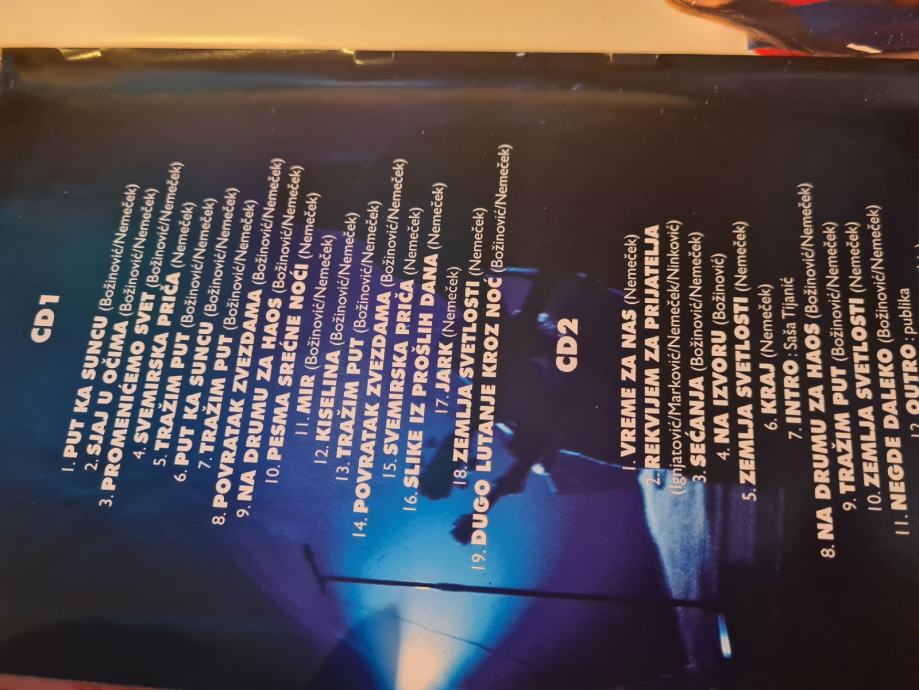 CD1
1. PUT KA SUNCU (Božinović/Nemeček)
2. SJAJ U OČIMA (Božinović/Nemeček)
3. PROMENIĆEMO SVET (Božinović/Nemeček)
4. SVEMIRSKA PRIČA (Nemeček)
5. TRAŽIM PUT (Božinović/Nemeček)
6. PUT KA SUNCU (Božinović/Nemeček)
7. TRAŽIM PUT (Božinović/Nemeček)
8. POVRATAK ZVEZDAMA (Božinović/Nemeček)
9. NA DRUMU ZA HAOS (Božinović/Nemeček)
10. PESMA SREĆNE NOĆI (Nemeček)
11. MIR (Božinović/Nemeček)
12. KISELINA (Božinović/Nemeček)
13. TRAŽIM PUT (Božinović/Nemeček)
14. POVRATAK ZVEZDAMA (Božinović/Nemeček)
15. SVEMIRSKA PRIČA (Nemeček)
16. SLIKE IZ PROŠLIH DANA (Nemeček)
17. JARK (Nemeček)
18. ZEMLJA SVETLOSTI (Nemeček)
19. DUGO LUTANJE KROZ NOĆ (Božinović/Nemeček)
CD2
1. VREME ZA NAS (Nemeček)
2. REKVIJEM ZA PRIJATELJA
(Ignjatović/Marković/Nemeček/Ninković)
3. SEĆANJA (Božinović/Nemeček)
4. NA IZVORU (Božinović)
5. ZEMLJA SVETLOSTI (Nemeček)
6. KRAJ (Nemeček)
7. INTRO : Saša Tijanić
8. NA DRUMU ZA HAOS (Božinović/Nemeček)
9. TRAŽIM PUT (Božinović/Nemeček)
10. ZEMLJA SVETLOSTI (Nemeček)
11. NEGDE DALEKO (Božinović/Nemeček)
12. OUTRO : publika